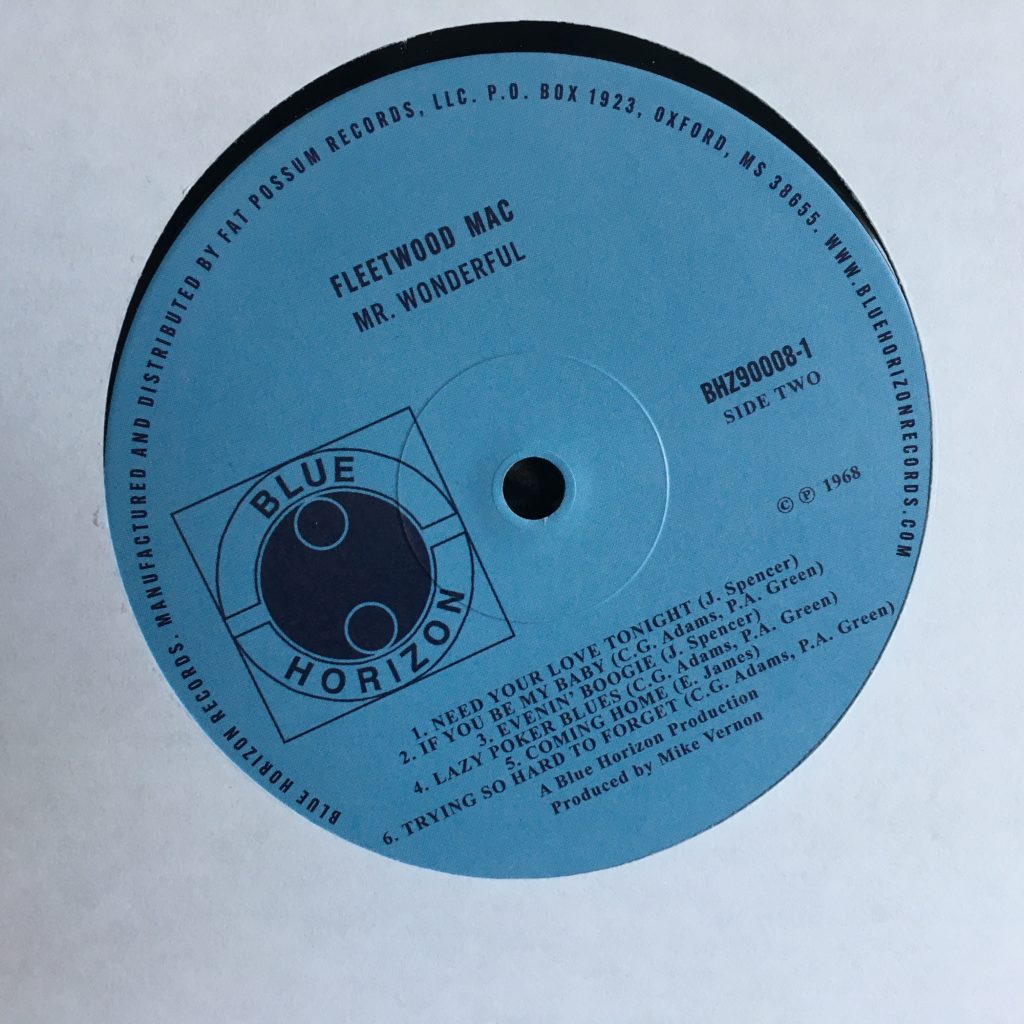 BLUE HORIZON RECORDS. MANUFACTURED AND DISTRIBUTED BY FAT POSSUM RECORDS, LLC. P.O. BOX 1923, OXFORD, MS 38655. WWW.BLUEHORIZONRECORDS.COM
FLEETWOOD MAC
MR. WONDERFUL
BHZ90008-1
SIDE TWO
© ℗ 1968
BLUE
HORIZON
1. NEED YOUR LOVE TONIGHT (J. Spencer)
2. IF YOU BE MY BABY (C.G. Adams, P.A. Green)
3. EVENIN' BOOGIE (J. Spencer)
4. LAZY POKER BLUES (C.G. Adams, P.A. Green)
5. COMING HOME (E. James)
6. TRYING SO HARD TO FORGET (C.G. Adams, P.A. Green)
A Blue Horizon Production
Produced by Mike Vernon